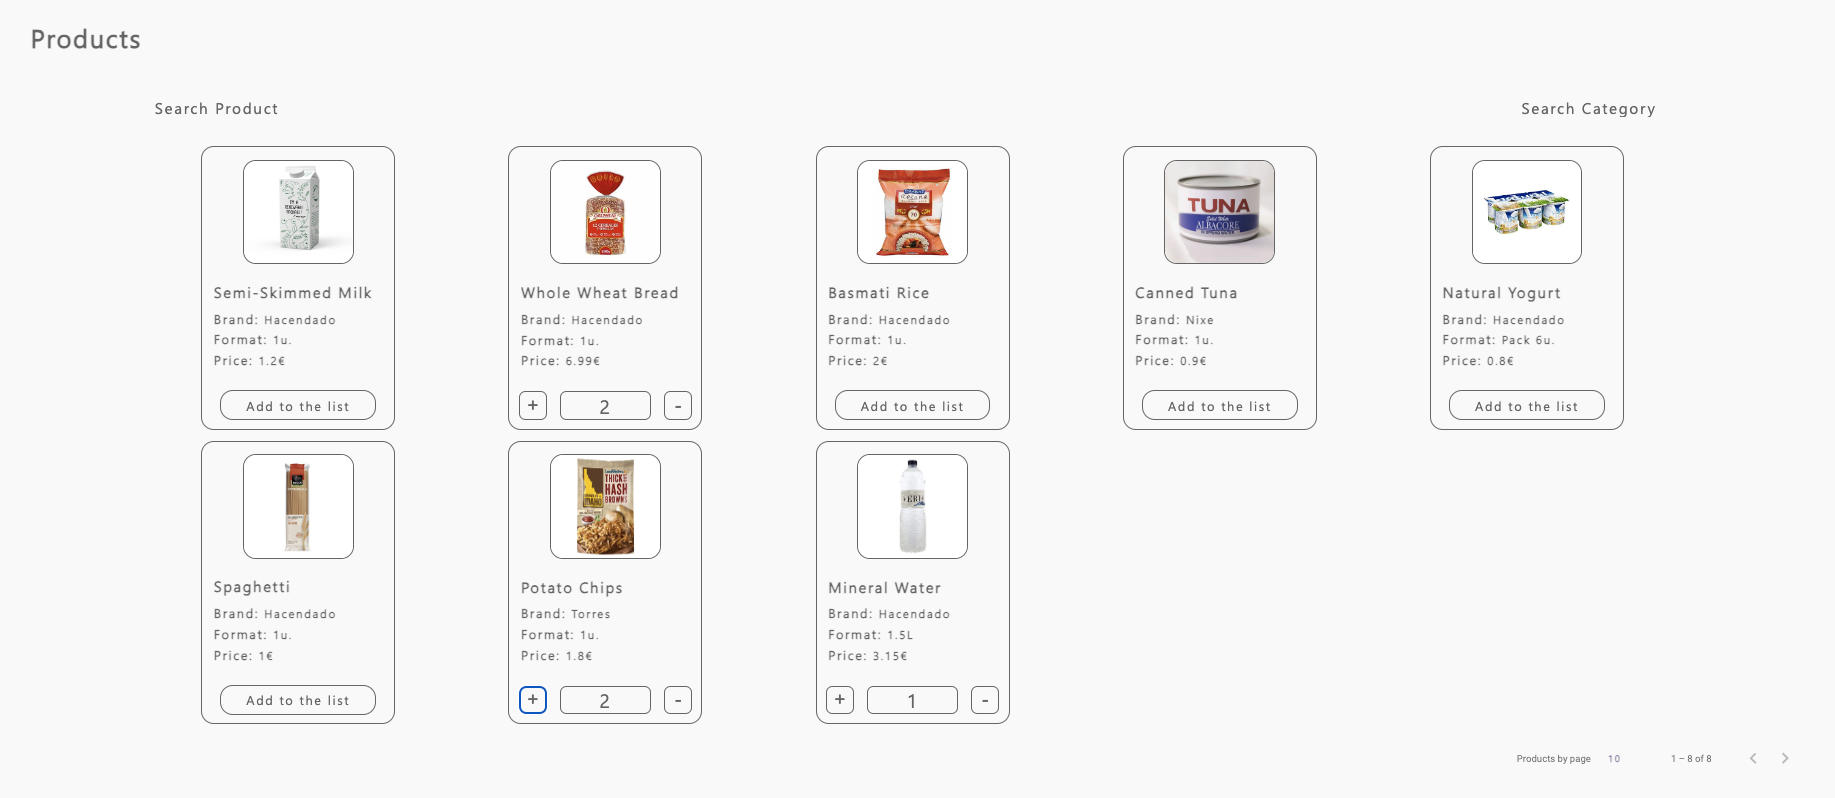 Products
Search Product
Search Category
TUNA
Solid White
ALBACORE
Semi-Skimmed Milk
Brand: Hacendado
Format: 1u.
Price: 1.2€
Add to the list
Whole Wheat Bread
Brand: Hacendado
Format: 1u.
Price: 6.99€
+ 2 -
Basmati Rice
Brand: Hacendado
Format: 1u.
Price: 2€
Add to the list
Canned Tuna
Brand: Nixe
Format: 1u.
Price: 0.9€
Add to the list
Natural Yogurt
Brand: Hacendado
Format: Pack 6u.
Price: 0.8€
Add to the list
THICK
HASH
BROWNS
IDAHO
Spaghetti
Brand: Hacendado
Format: 1u.
Price: 1€
Add to the list
Potato Chips
Brand: Torres
Format: 1u.
Price: 1.8€
+ 2 -
Mineral Water
Brand: Hacendado
Format: 1.5L
Price: 3.15€
+ 1 -
Products by page 10 1 – 8 of 8